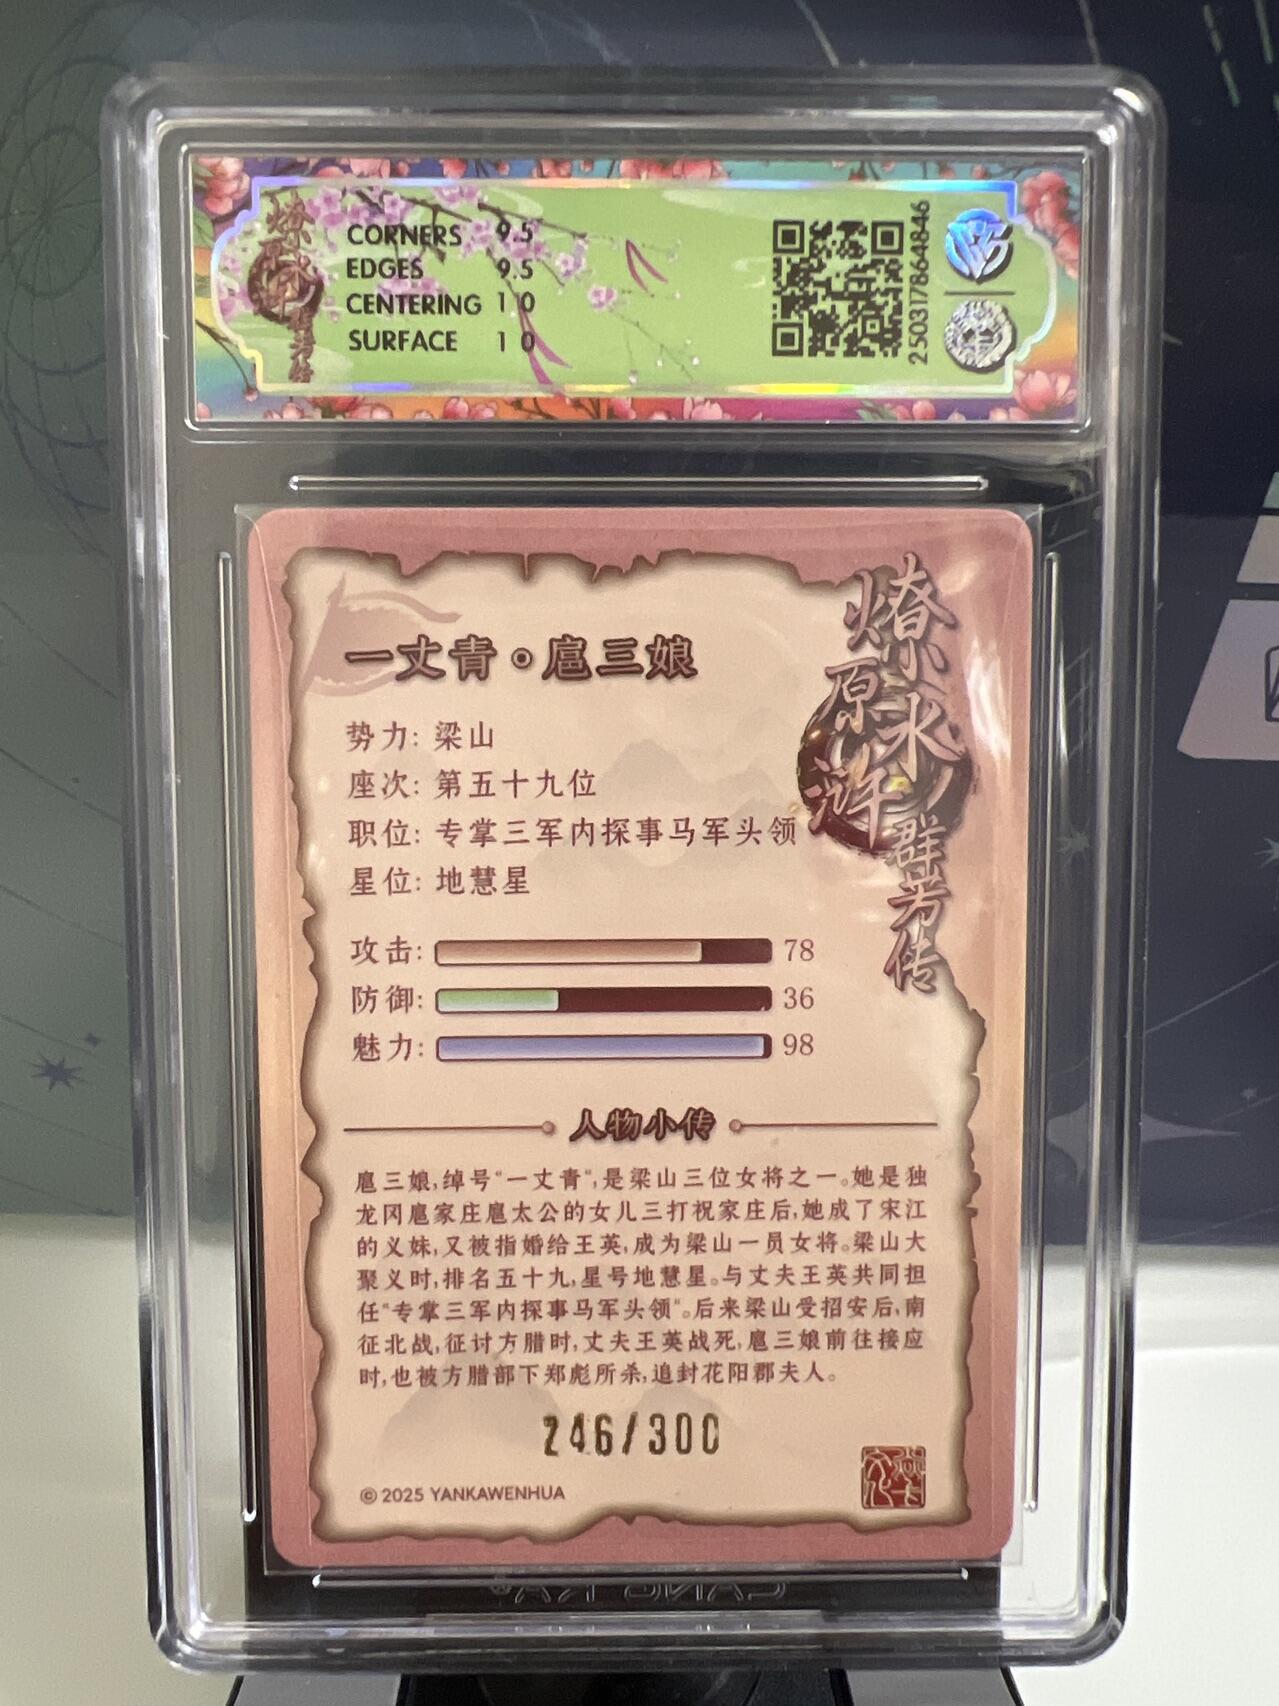 燎原水浒群芳传
CORNERS 9.5
EDGES 9.5
CENTERING 10
SURFACE 10
2503178648446
燎原水浒群芳传
一丈青·扈三娘
势力: 梁山
座次: 第五十九位
职位: 专掌三军内探事马军头领
星位: 地慧星
攻击: 78
防御: 36
魅力: 98
人物小传
扈三娘,绰号“一丈青”,是梁山三位女将之一。她是独
龙冈扈家庄扈太公的女儿三打祝家庄后,她成了宋江
的义妹,又被指婚给王英,成为梁山一员女将。梁山大
聚义时,排名五十九,星号地慧星。与丈夫王英共同担
任“专掌三军内探事马军头领”。后来梁山受招安后,南
征北战,征讨方腊时,丈夫王英战死,扈三娘前往接应
时,也被方腊部下郑彪所杀,追封花阳郡夫人。
246/300
© 2025 YANKAWENHUA